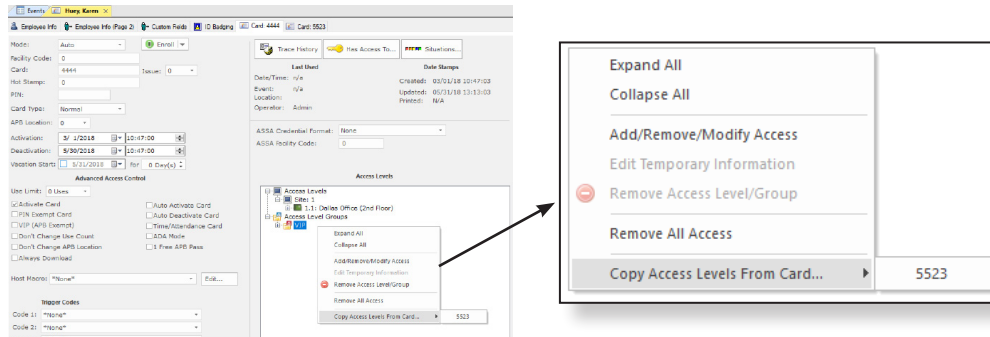 Events Huey, Karen ×
Employee Info Employee Info (Page 2) Custom Fields ID Badging Card: 4444 Card: 5523
Mode: Auto Enroll
Facility Code: 0
Card: 4444 Issue: 0
Hot Stamp: 0
PIN:
Card Type: Normal
APB Location: 0
Activation: 3/ 1/2018 10:47:00
Deactivation: 5/30/2018 10:47:00
Vacation Start: 5/31/2018 For 0 Day(s)
Advanced Access Control
Use Limit: 0 Uses
Activate Card Auto Activate Card
PIN Exempt Card Auto Deactivate Card
VIP (APB Exempt) Time/Attendance Card
Don't Change Use Count ADA Mode
Don't Change APB Location 1 Free APB Pass
Always Download
Host Macro: *None* Edit...
Trigger Codes
Code 1: *None*
Code 2: *None*
Trace History Has Access To... Situations...
Last Used Date Stamps
Date/Time: n/a Created: 03/01/18 10:47:03
Event: n/a Updated: 05/31/18 13:13:03
Location: Printed: N/A
Operator: Admin
ASSA Credential Format: None
ASSA Facility Code: 0
Access Levels
Access Levels
Site: 1
1.1: Dallas Office (2nd Floor)
Access Level Groups
VIP
Expand All
Collapse All
Add/Remove/Modify Access
Edit Temporary Information
Remove Access Level/Group
Remove All Access
Copy Access Levels From Card... 5523
Expand All
Collapse All
Add/Remove/Modify Access
Edit Temporary Information
Remove Access Level/Group
Remove All Access
Copy Access Levels From Card... 5523